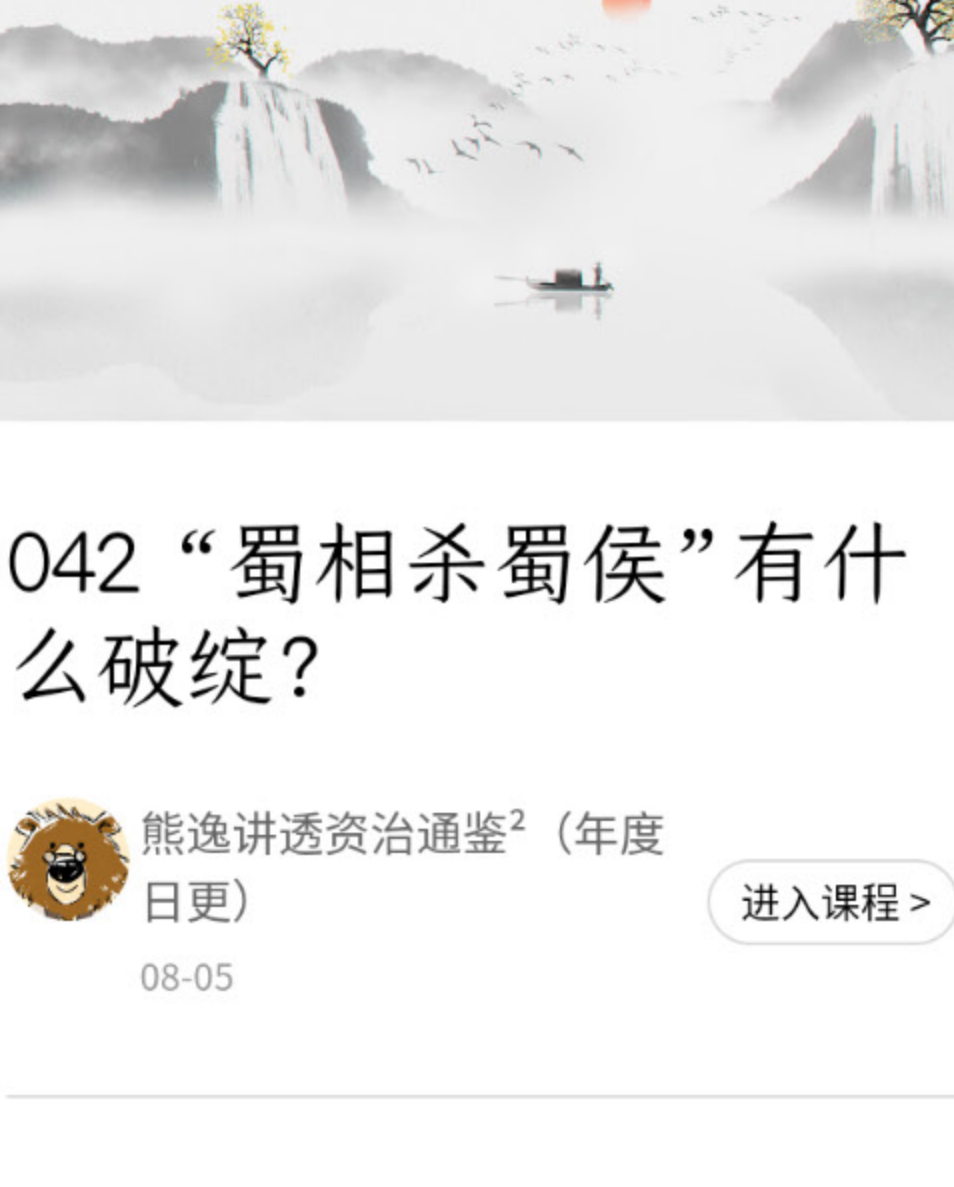 042 “蜀相杀蜀侯”有什
么破绽?
熊逸讲透资治通鉴²（年度
日更）
进入课程 >
08-05